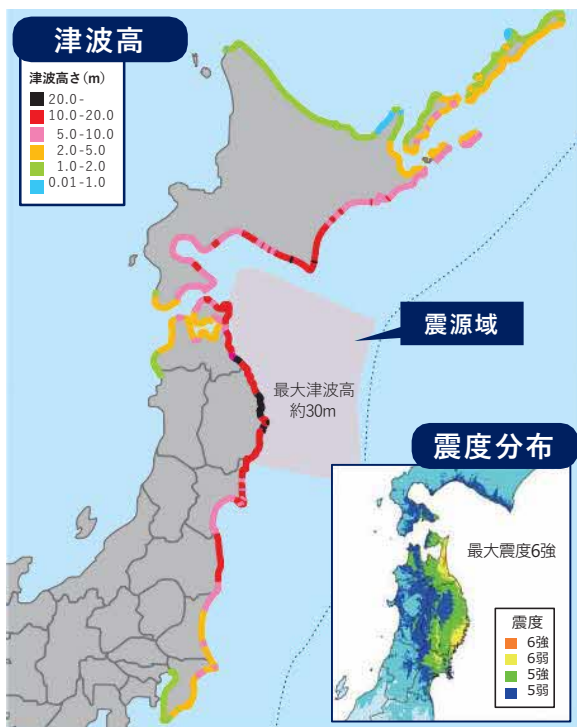 津波高
津波高さ（m）
20.0-
10.0-20.0
5.0-10.0
2.0-5.0
1.0-2.0
0.01-1.0
震源域
最大津波高
約30m
震度分布
最大震度6強
震度
6強
6弱
5強
5弱